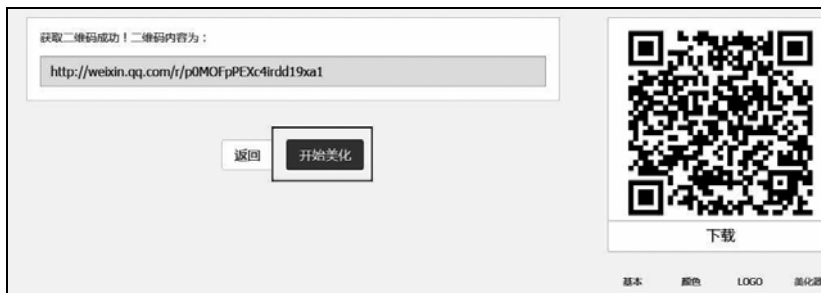 获取二维码成功！二维码内容为：
http://weixin.qq.com/r/p0MOFpPEXc4irdd19xa1
返回
开始美化
下载
基本 颜色 LOGO 美化器